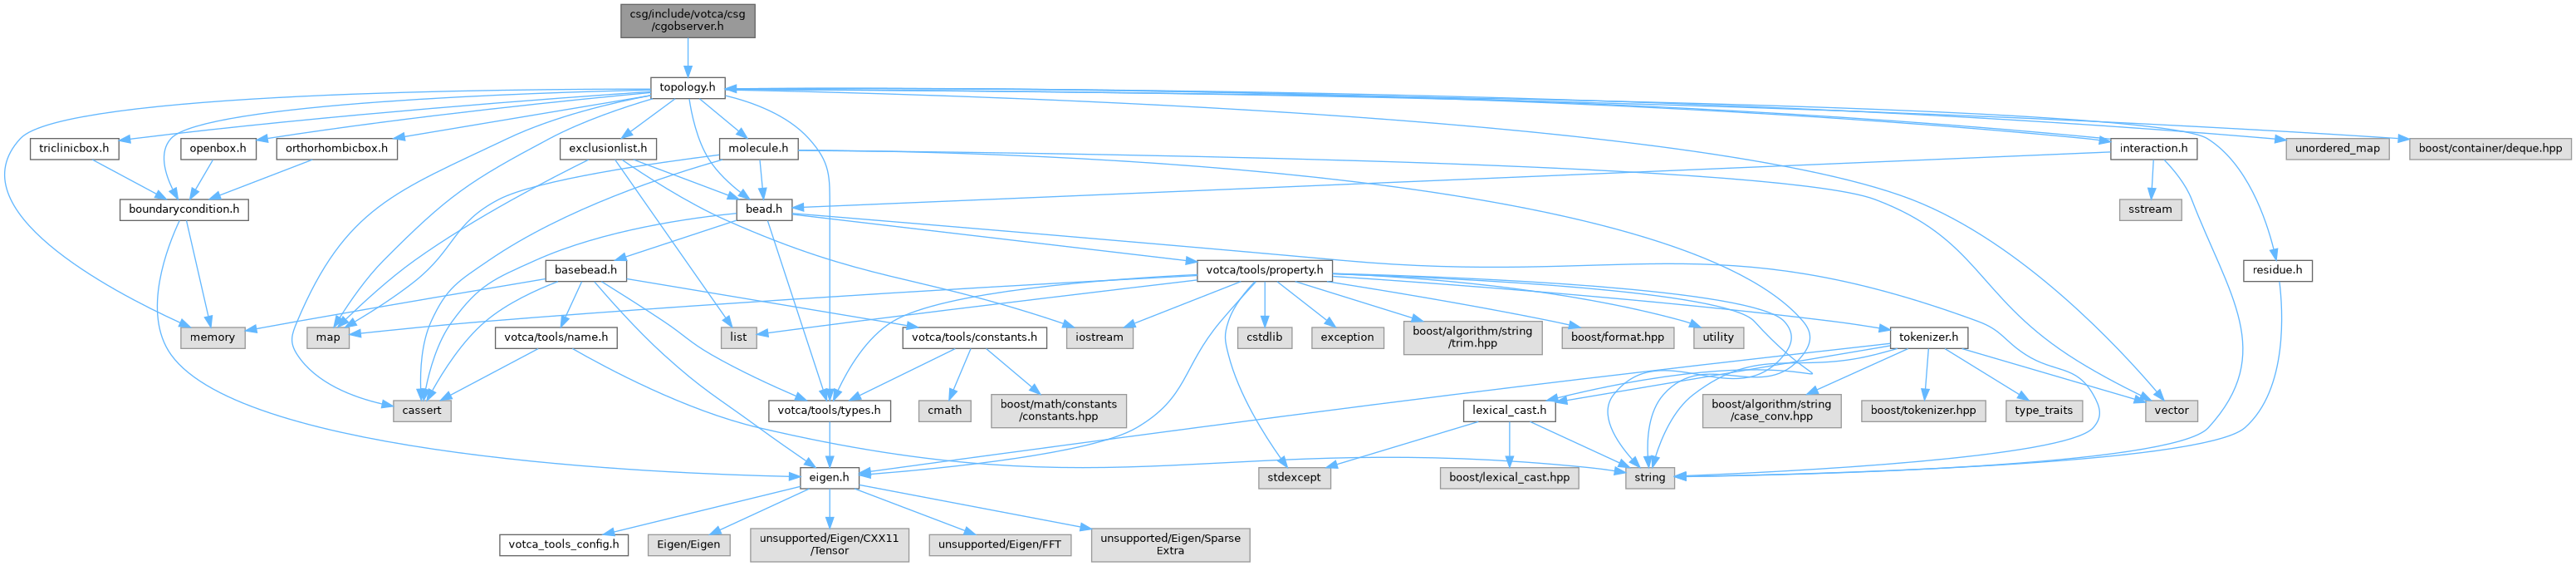 csg/include/votca/csg
/cgobserver.h
topology.h
triclinicbox.h
openbox.h
orthorhombicbox.h
exclusionlist.h
molecule.h
interaction.h
unordered_map
boost/container/deque.hpp
boundarycondition.h
bead.h
sstream
basebead.h
votca/tools/property.h
residue.h
memory
map
votca/tools/name.h
list
votca/tools/constants.h
iostream
cstdlib
exception
boost/algorithm/string
/trim.hpp
boost/format.hpp
utility
tokenizer.h
cassert
votca/tools/types.h
cmath
boost/math/constants
/constants.hpp
lexical_cast.h
boost/algorithm/string
/case_conv.hpp
boost/tokenizer.hpp
type_traits
vector
eigen.h
stdexcept
boost/lexical_cast.hpp
string
votca_tools_config.h
Eigen/Eigen
unsupported/Eigen/CXX11
/Tensor
unsupported/Eigen/FFT
unsupported/Eigen/Sparse
Extra